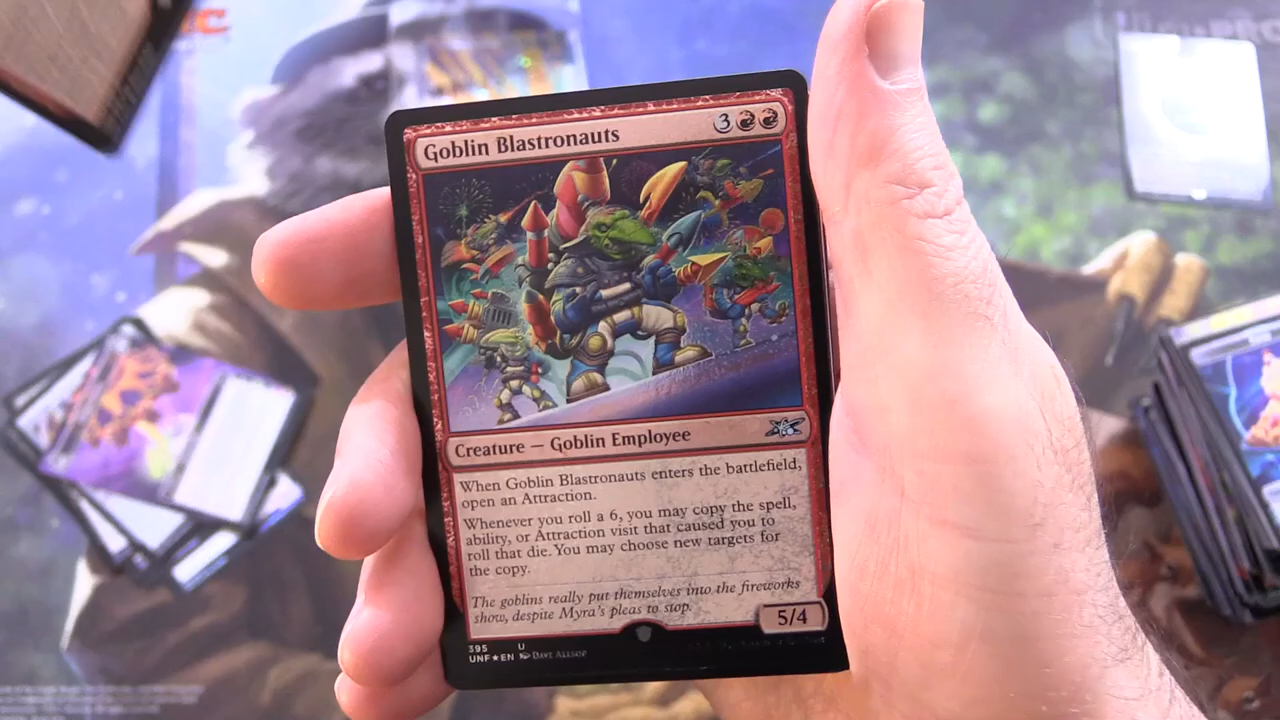 Goblin Blastronauts 3
Creature — Goblin Employee
When Goblin Blastronauts enters the battlefield,
open an Attraction.
Whenever you roll a 6, you may copy the spell,
ability, or Attraction visit that caused you to
roll that die. You may choose new targets for
the copy.
The goblins really put themselves into the fireworks
show, despite Myra's pleas to stop.
5/4
395 U
UNF★EN Dave Allsop